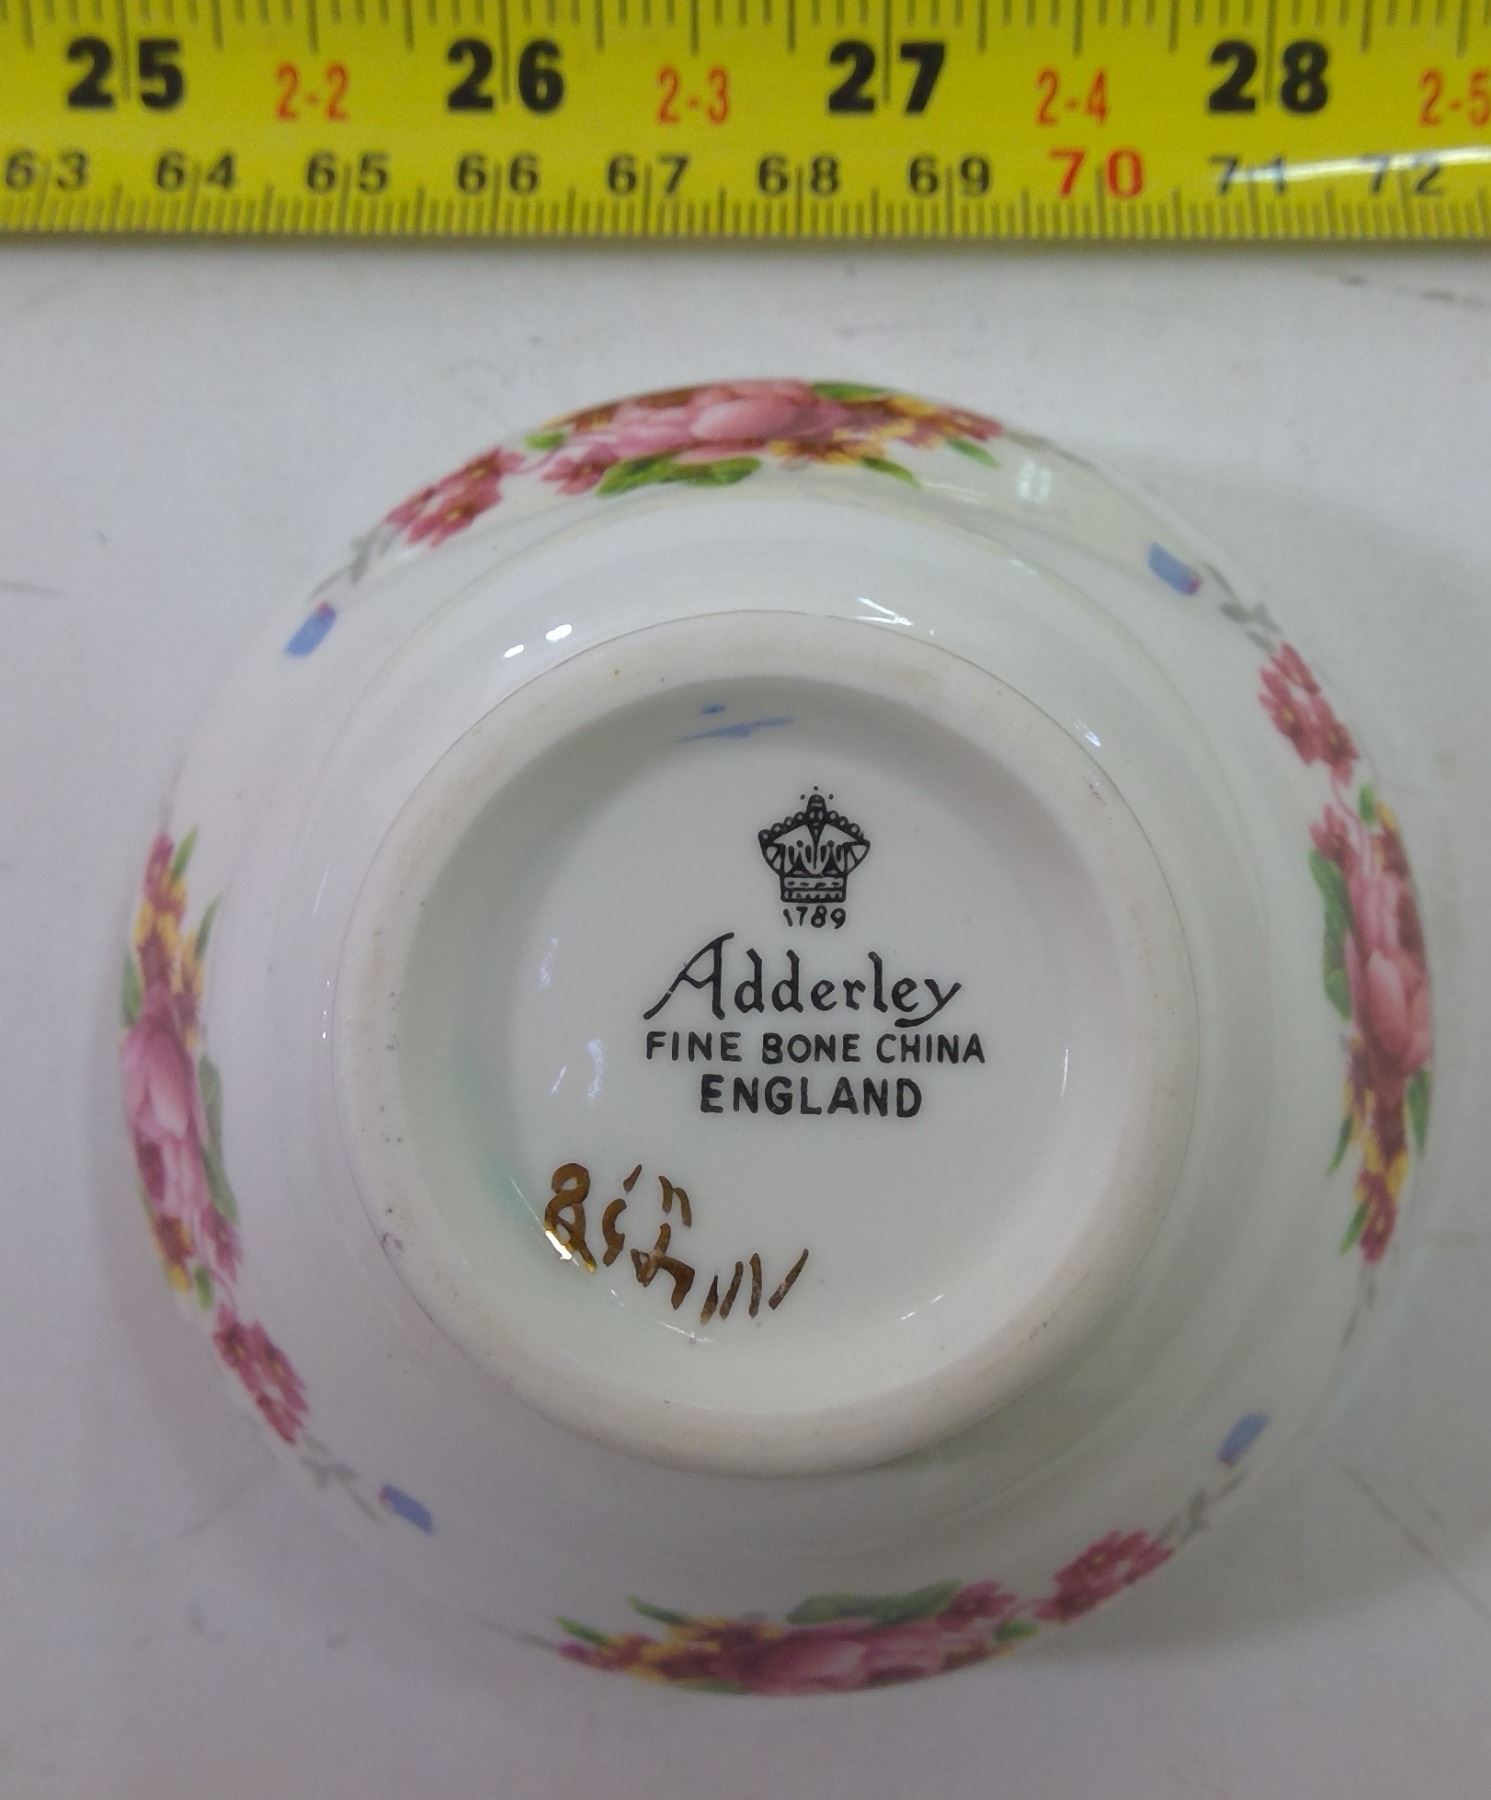 25 2-2 26 2-3 27 2-4 28 2-5
63 64 65 66 67 68 69 70 71 72
1789
Adderley
FINE BONE CHINA
ENGLAND